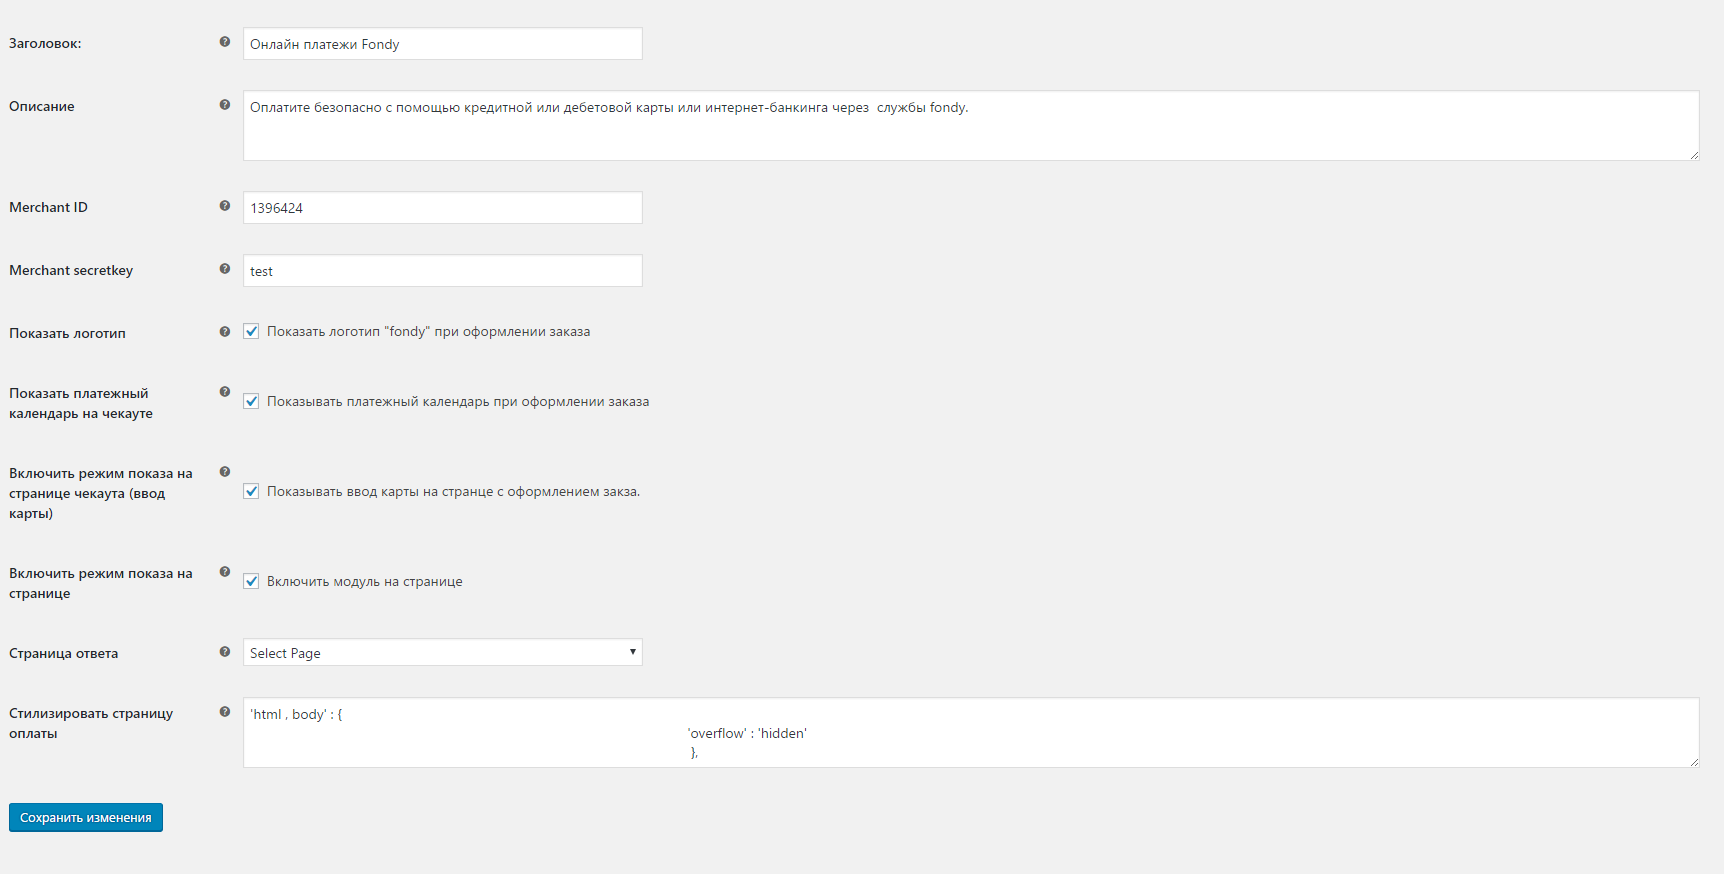 Заголовок:
Онлайн платежи Fondy
Описание
Оплатите безопасно с помощью кредитной или дебетовой карты или интернет-банкинга через  службы fondy.
Merchant ID
1396424
Merchant secretkey
test
Показать логотип
Показать логотип "fondy" при оформлении заказа
Показать платежный
календарь на чекауте
Показывать платежный календарь при оформлении заказа
Включить режим показа на
странице чекаута (ввод
карты)
Показывать ввод карты на странце с оформлением закза.
Включить режим показа на
странице
Включить модуль на странице
Страница ответа
Select Page
Стилизировать страницу
оплаты
'html , body' : {
'overflow' : 'hidden'
},
Сохранить изменения